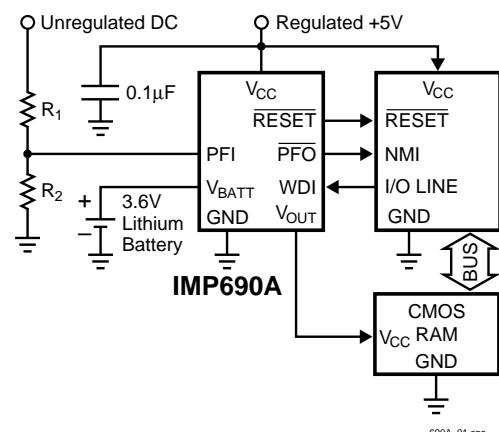 Unregulated DC
Regulated +5V
R1
0.1µF
VCC
VCC
RESET
RESET
PFI
PFO
NMI
R2
+
–
3.6V
Lithium
Battery
VBATT
WDI
I/O LINE
GND
VOUT
GND
IMP690A
BUS
CMOS
RAM
VCC
GND